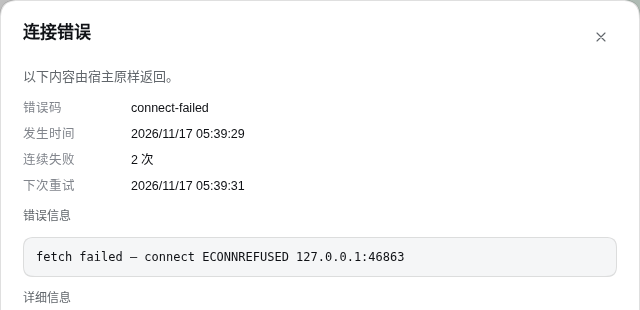 连接错误
以下内容由宿主原样返回。
错误码 connect-failed
发生时间 2026/11/17 05:39:29
连续失败 2 次
下次重试 2026/11/17 05:39:31
错误信息
fetch failed — connect ECONNREFUSED 127.0.0.1:46863
详细信息